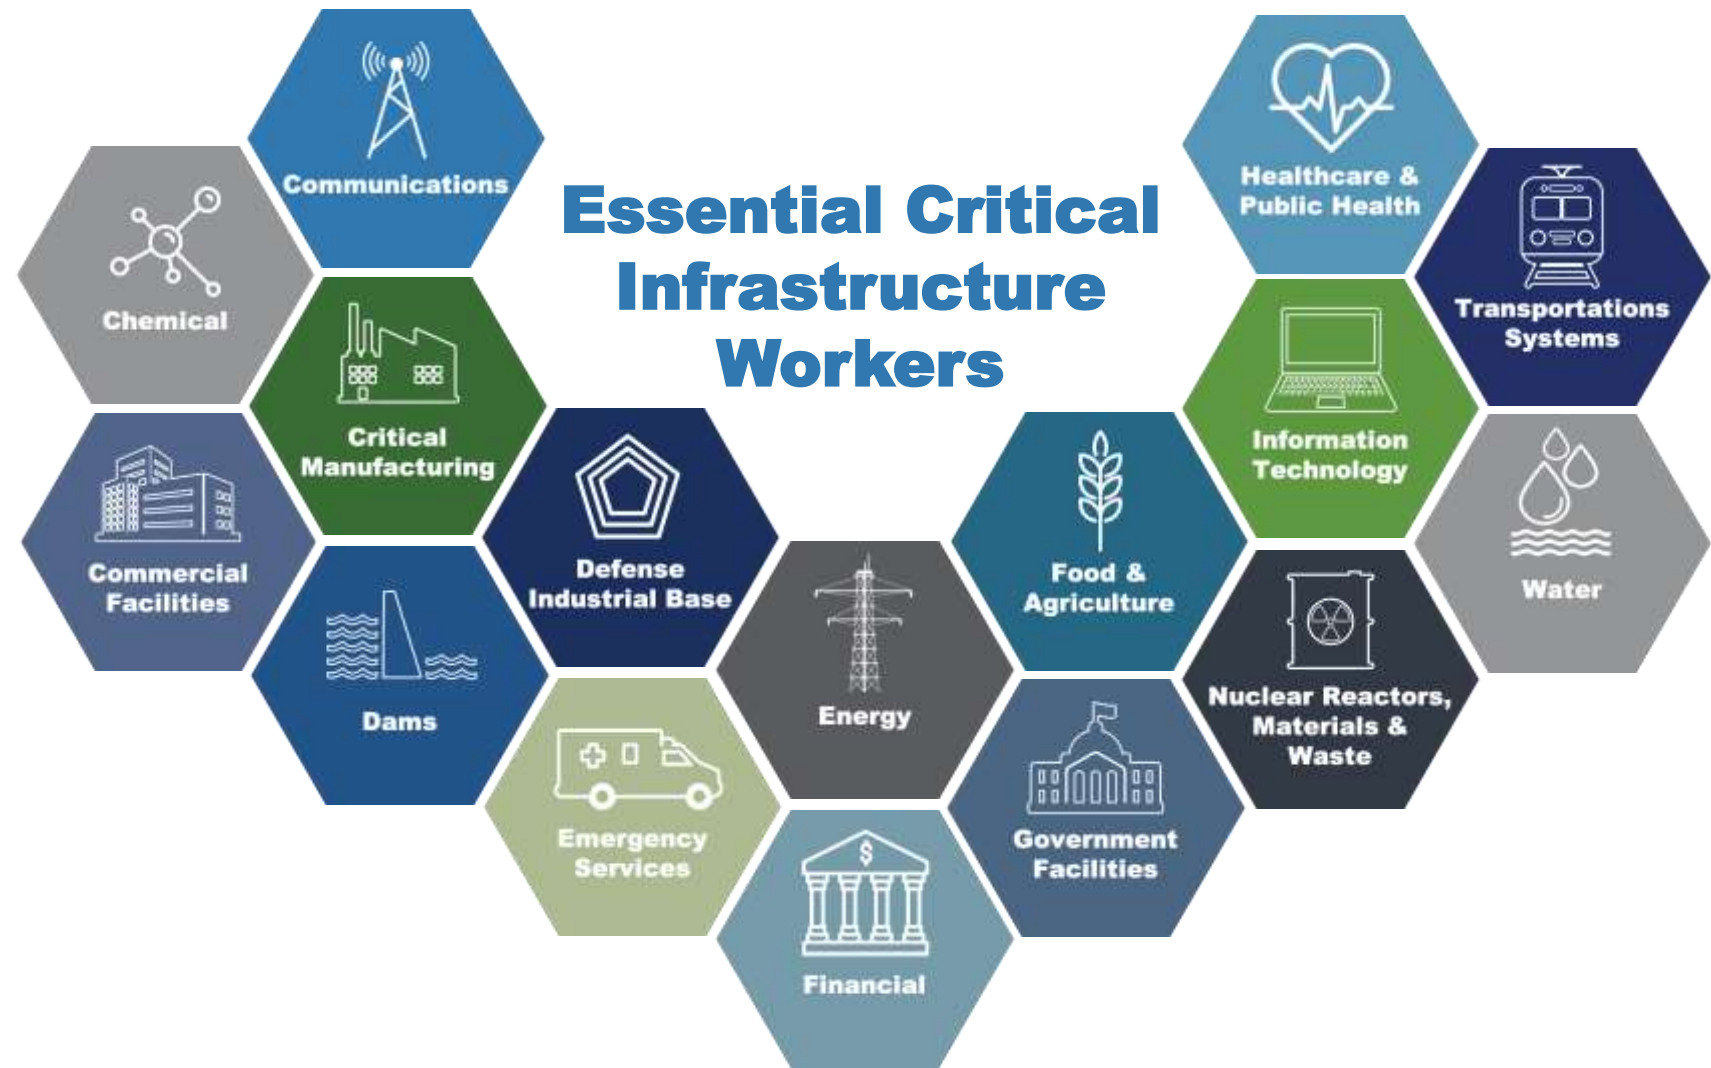 Essential Critical
Infrastructure
Workers
Communications
Chemical
Critical
Manufacturing
Commercial
Facilities
Dams
Defense
Industrial Base
Emergency
Services
Energy
$
Financial
Food &
Agriculture
Government
Facilities
Healthcare &
Public Health
Information
Technology
Nuclear Reactors,
Materials &
Waste
Transportations
Systems
Water